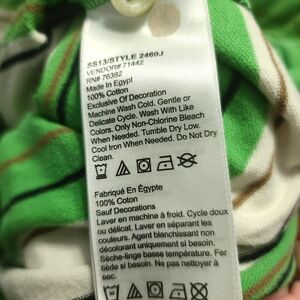 SS13/STYLE 2460J
VENDOR# 71442
RN# 76382
Made In Egypt
100% Cotton
Exclusive Of Decoration
Machine Wash Cold. Gentle or
Delicate Cycle. Wash With Like
Colors. Only Non-Chlorine Bleach
When Needed. Tumble Dry Low.
Cool Iron When Needed. Do Not Dry
Clean.
Fabriqué En Égypte
100% Coton
Sauf Decorations
Laver en machine à froid. Cycle doux
ou délicat. Laver en séparant les
couleurs. Agent blanchissant non
décolorant uniquement si besoin.
Sèche-linge basse température. Fer
tiède si besoin. Ne pas nettoyer à
sec.